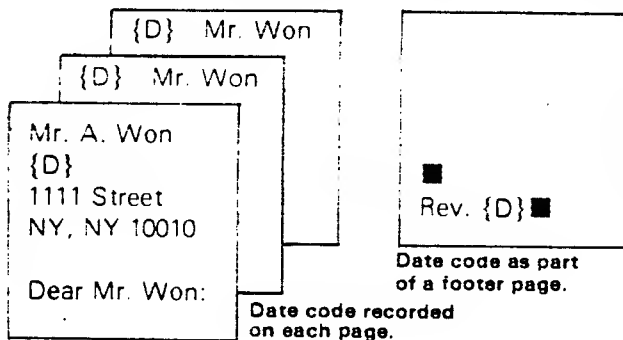 {D} Mr. Won
{D} Mr. Won
Mr. A. Won
{D}
1111 Street
NY, NY 10010
Dear Mr. Won:
Date code recorded
on each page.
Rev. {D}
Date code as part
of a footer page.